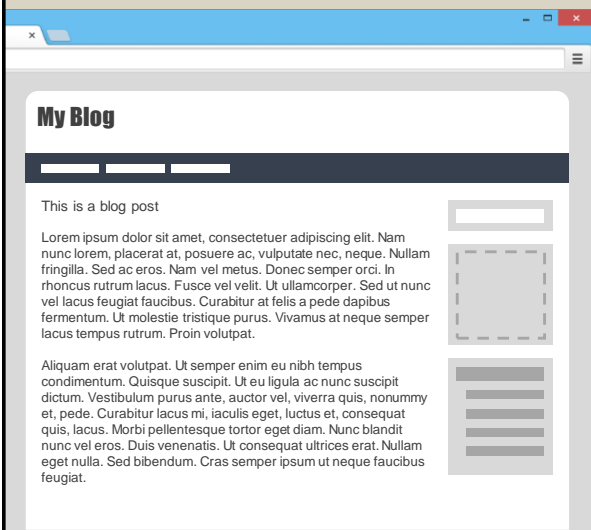 My Blog
This is a blog post
Lorem ipsum dolor sit amet, consectetuer adipiscing elit. Nam
nunc lorem, placerat at, posuere ac, vulputate nec, neque. Nullam
fringilla. Sed ac eros. Nam vel metus. Donec semper orci. In
rhoncus rutrum lacus. Fusce vel velit. Ut ullamcorper. Sed ut nunc
vel lacus feugiat faucibus. Curabitur at felis a pede dapibus
fermentum. Ut molestie tristique purus. Vivamus at neque semper
lacus tempus rutrum. Proin volutpat.
Aliquam erat volutpat. Ut semper enim eu nibh tempus
condimentum. Quisque suscipit. Ut eu ligula ac nunc suscipit
dictum. Vestibulum purus ante, auctor vel, viverra quis, nonummy
et, pede. Curabitur lacus mi, iaculis eget, luctus et, consequat
quis, lacus. Morbi pellentesque tortor eget diam. Nunc blandit
nunc vel eros. Duis venenatis. Ut consequat ultrices erat. Nullam
eget nulla. Sed bibendum. Cras semper ipsum ut neque faucibus
feugiat.